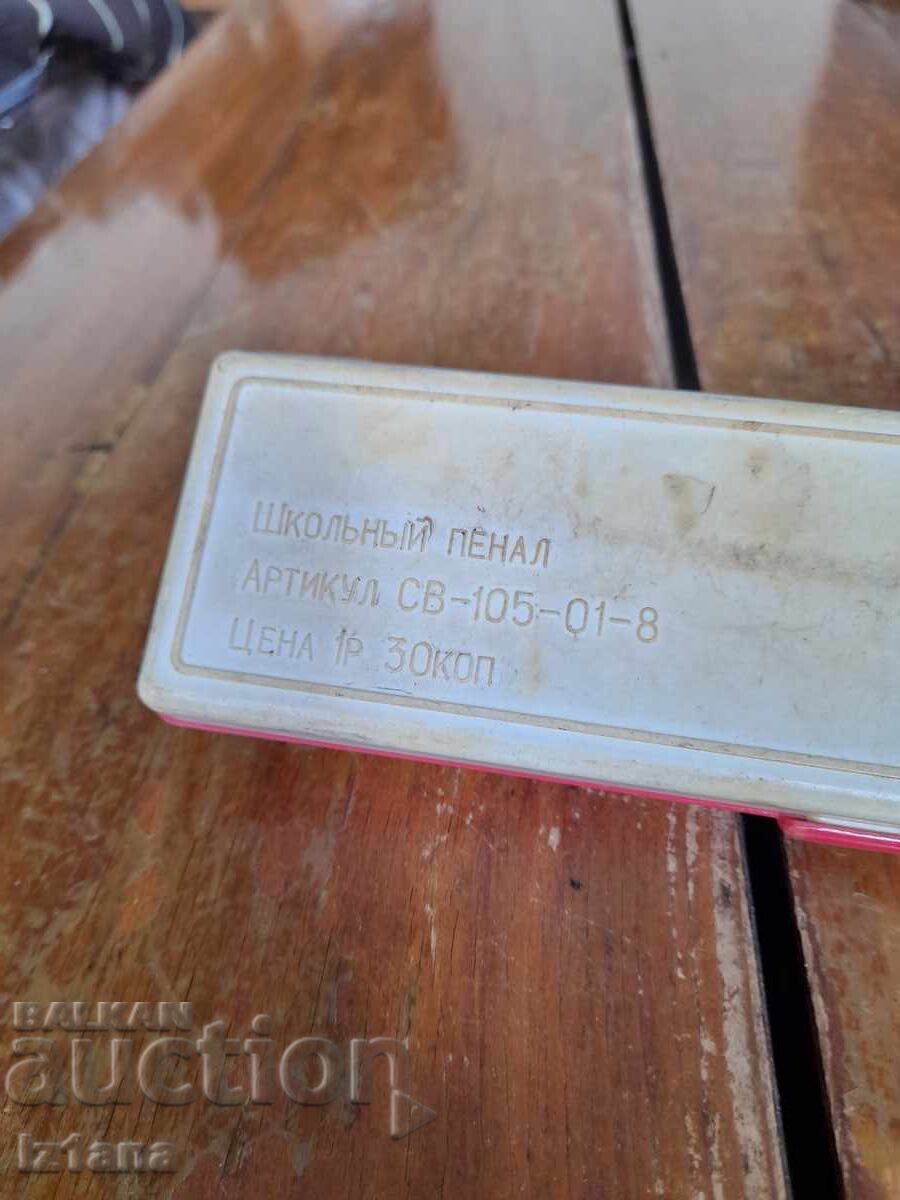 ШКОЛЬНЫЙ ПЕНАЛ
АРТИКУЛ СВ-105-01-8
ЦЕНА 1Р 30КОП
BALKAN
auction
iz1ana